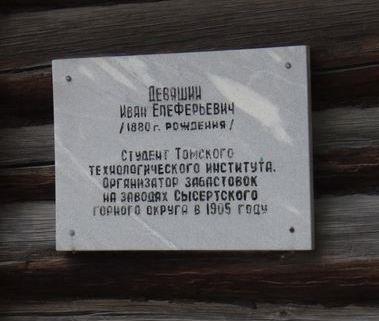 Девяшин
Иван Елеферьевич
/1880 г. рождения/
Студент Томского
технологического института.
Организатор забастовок
на заводах Сысертского
горного округа в 1905 году